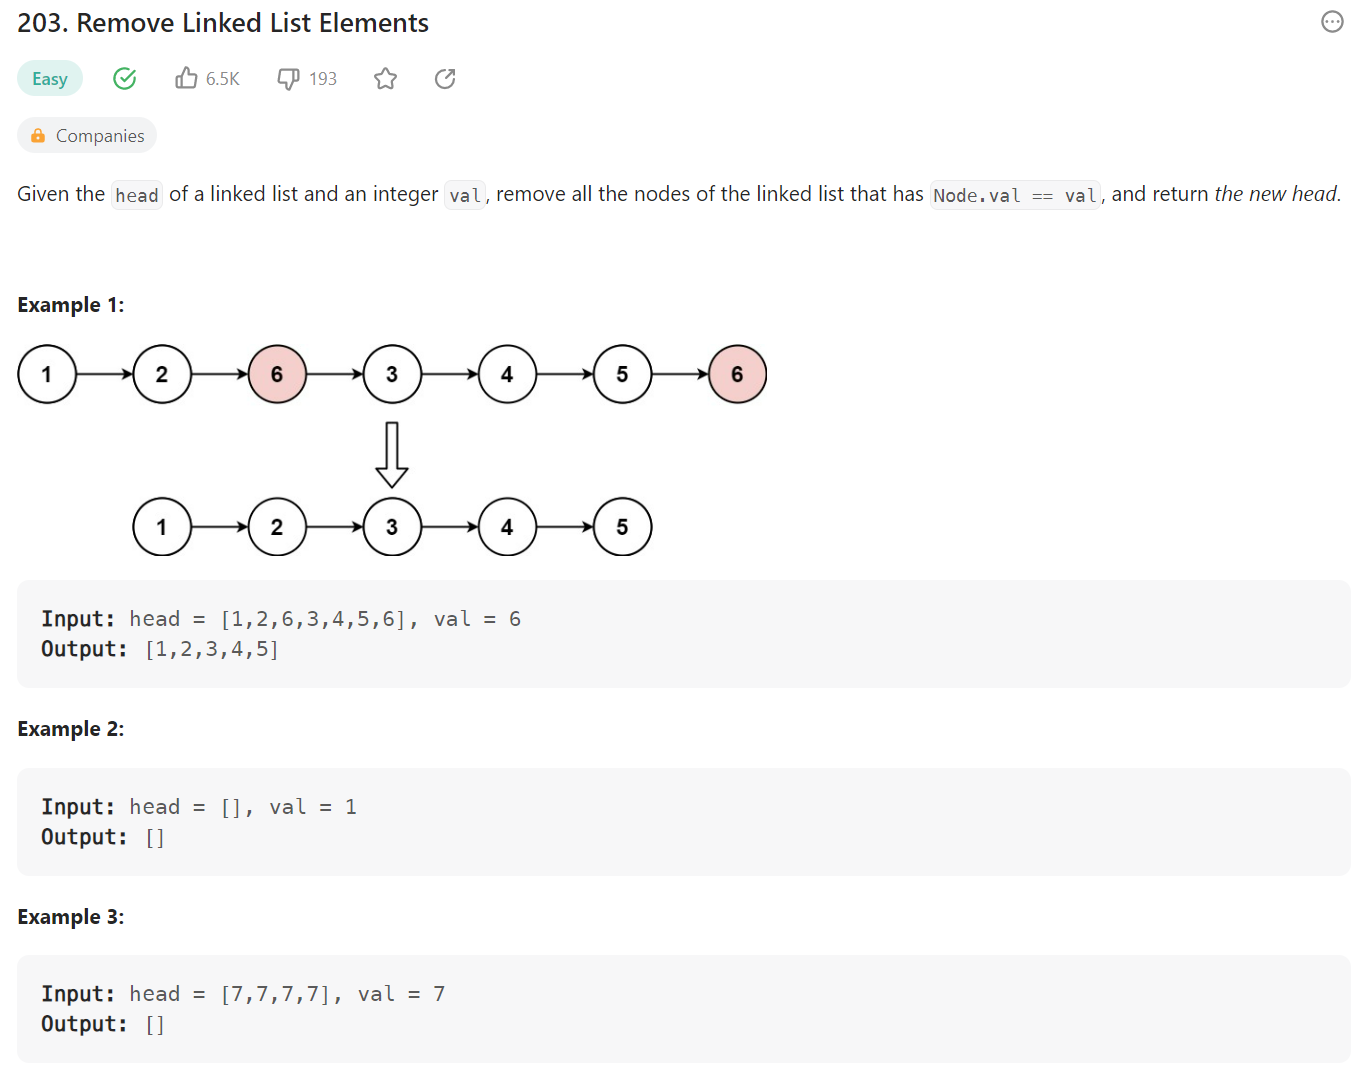 203. Remove Linked List Elements
Easy 6.5K 193
Companies
Given the head of a linked list and an integer val, remove all the nodes of the linked list that has Node.val == val, and return the new head.
Example 1:
1 2 6 3 4 5 6
1 2 3 4 5
Input: head = [1,2,6,3,4,5,6], val = 6
Output: [1,2,3,4,5]
Example 2:
Input: head = [], val = 1
Output: []
Example 3:
Input: head = [7,7,7,7], val = 7
Output: []